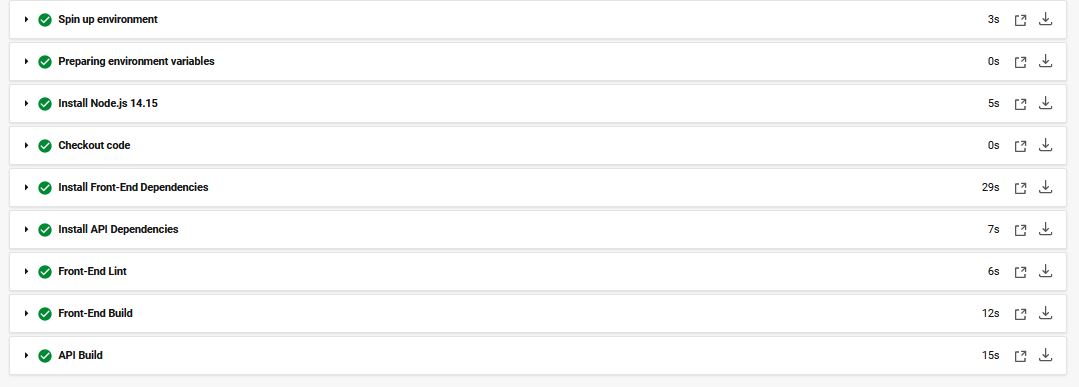 Spin up environment 3s
Preparing environment variables 0s
Install Node.js 14.15 5s
Checkout code 0s
Install Front-End Dependencies 29s
Install API Dependencies 7s
Front-End Lint 6s
Front-End Build 12s
API Build 15s